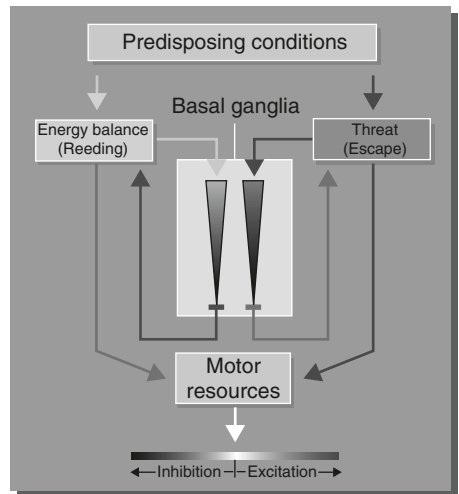 Predisposing conditions
Basal ganglia
Energy balance
(Reeding)
Threat
(Escape)
Motor
resources
Inhibition
Excitation